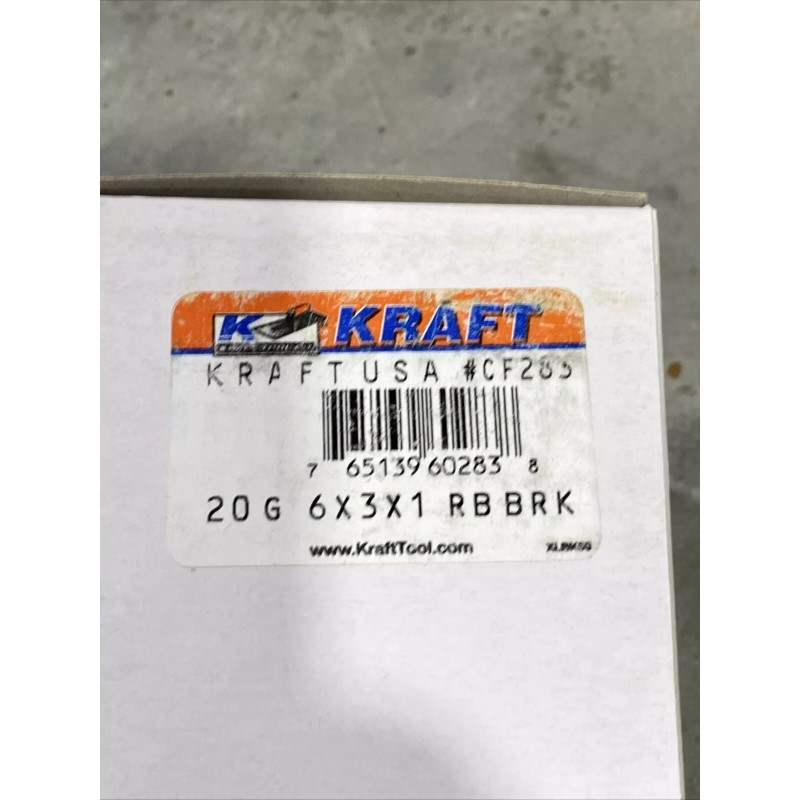 K KRAFT
KRAFT USA #CF283
7 65139 60283 8
20G 6X3X1 RB BRK
www.KraftTool.com